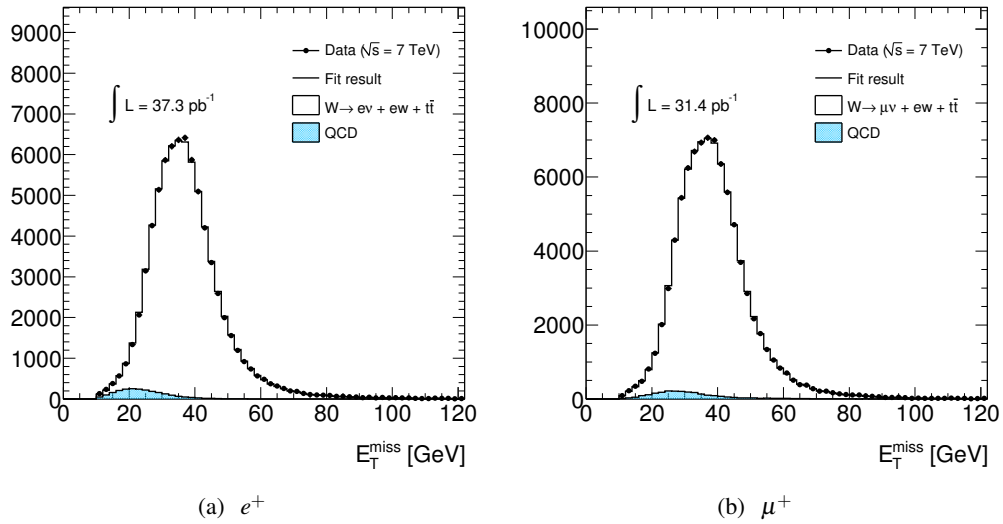 9000
8000
7000
6000
5000
4000
3000
2000
1000
0
0 20 40 60 80 100 120
E_T^miss [GeV]
∫ L = 37.3 pb⁻¹
Data (√s = 7 TeV)
Fit result
W→ eν + ew + tt̄
QCD
(a) e⁺
10000
8000
6000
4000
2000
0
0 20 40 60 80 100 120
E_T^miss [GeV]
∫ L = 31.4 pb⁻¹
Data (√s = 7 TeV)
Fit result
W→ μν + ew + tt̄
QCD
(b) μ⁺